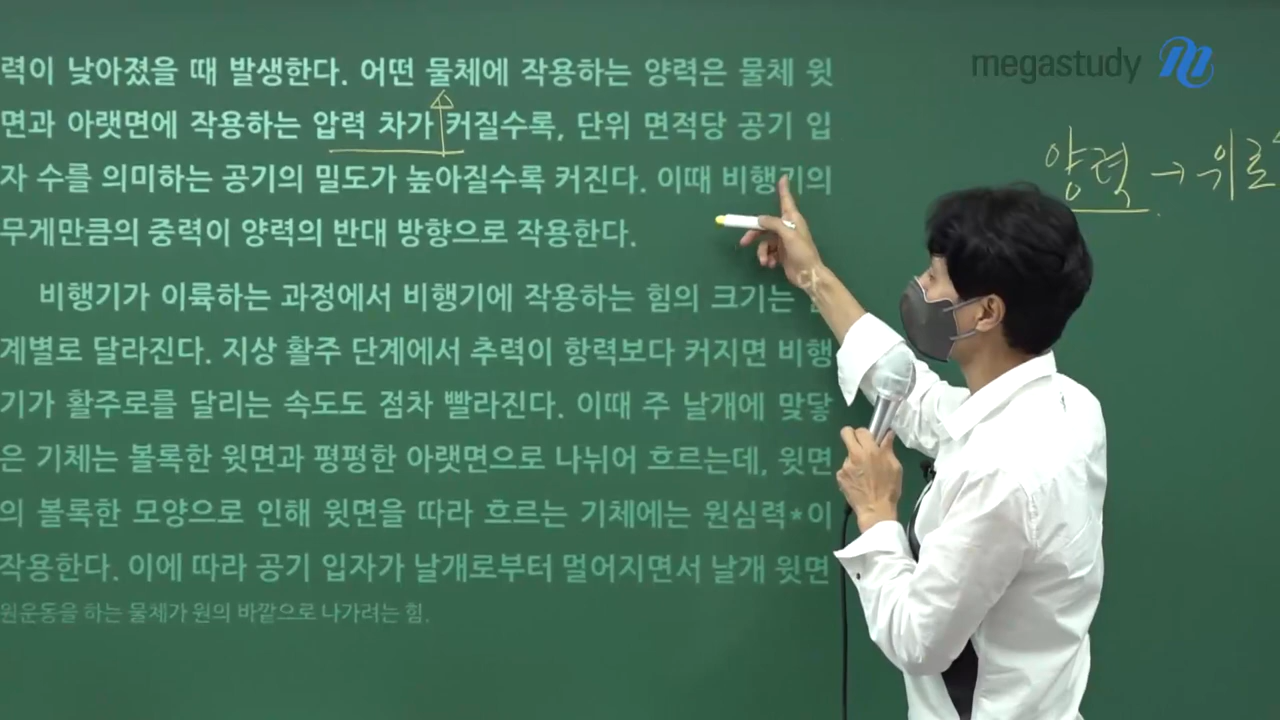 megastudy
력이 낮아졌을 때 발생한다. 어떤 물체에 작용하는 양력은 물체 윗
면과 아랫면에 작용하는 압력 차가 커질수록, 단위 면적당 공기 입
자 수를 의미하는 공기의 밀도가 높아질수록 커진다. 이때 비행기의
무게만큼의 중력이 양력의 반대 방향으로 작용한다.
비행기가 이륙하는 과정에서 비행기에 작용하는 힘의 크기는
계별로 달라진다. 지상 활주 단계에서 추력이 항력보다 커지면 비행
기가 활주로를 달리는 속도도 점차 빨라진다. 이때 주 날개에 맞닿
은 기체는 볼록한 윗면과 평평한 아랫면으로 나뉘어 흐르는데, 윗면
의 볼록한 모양으로 인해 윗면을 따라 흐르는 기체에는 원심력*이
작용한다. 이에 따라 공기 입자가 날개로부터 멀어지면서 날개 윗면
원운동을 하는 물체가 원의 바깥으로 나가려는 힘.
양력 → 위로